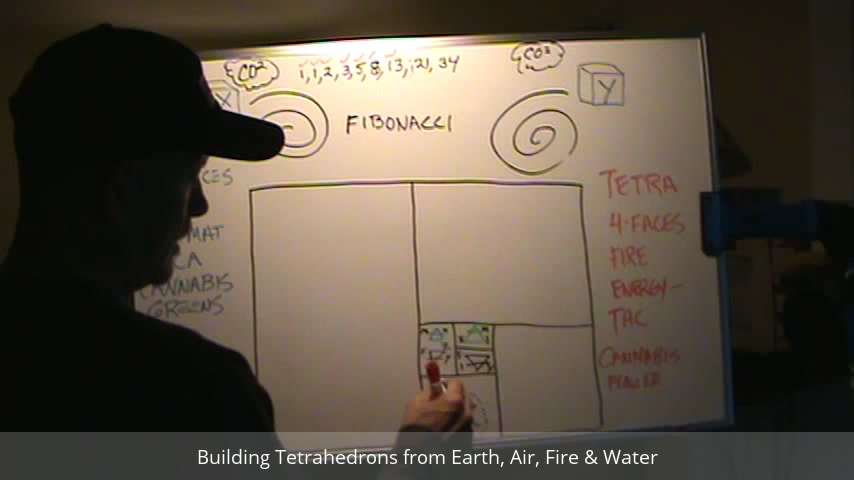 CO²
1,1,2,3,5,8,13,21,34
CO²
X
Y
FIBONACCI
TETRA
4-FACES
FIRE
ENERGY-
THC
CANNABIS
FLOWER
CES
MAT
CA
CANNABIS
GREENS
Building Tetrahedrons from Earth, Air, Fire & Water